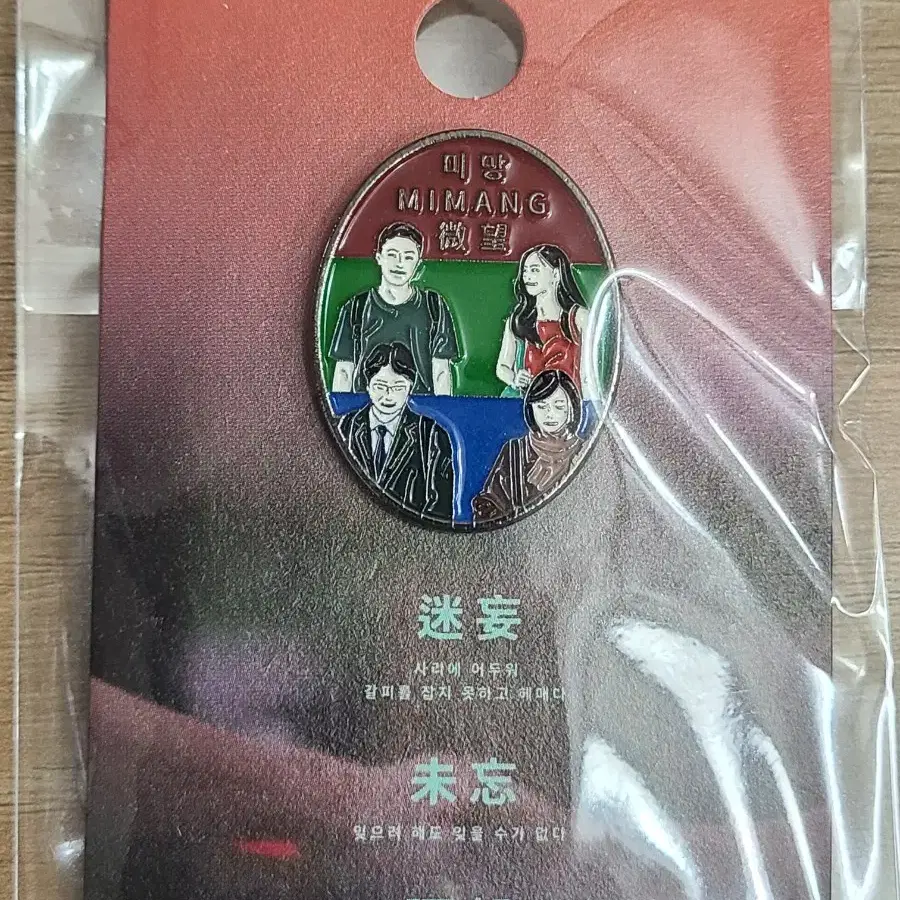 미망
MIMANG
微望
迷妄
사리에 어두워
갈피를 잡지 못하고 헤매다
未忘
잊으려 해도 잊을 수가 없다